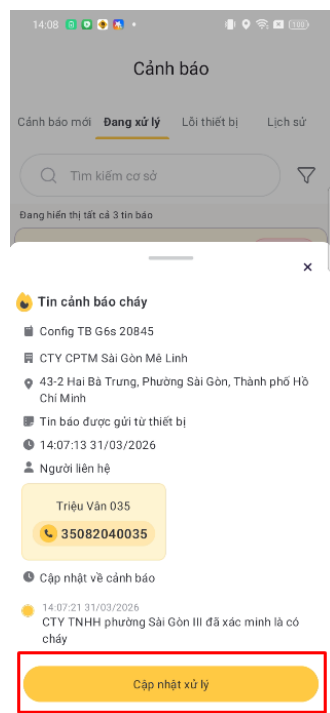 14:08
100
Cảnh báo
Cảnh báo mới Đang xử lý Lỗi thiết bị Lịch sử
Tìm kiếm cơ sở
Đang hiển thị tất cả 3 tin báo
Tin cảnh báo cháy
Config TB G6s 20845
CTY CPTM Sài Gòn Mê Linh
43-2 Hai Bà Trưng, Phường Sài Gòn, Thành phố Hồ
Chí Minh
Tin báo được gửi từ thiết bị
14:07:13 31/03/2026
Người liên hệ
Triệu Vân 035
35082040035
Cập nhật về cảnh báo
14:07:21 31/03/2026
CTY TNHH phường Sài Gòn III đã xác minh là có
cháy
Cập nhật xử lý